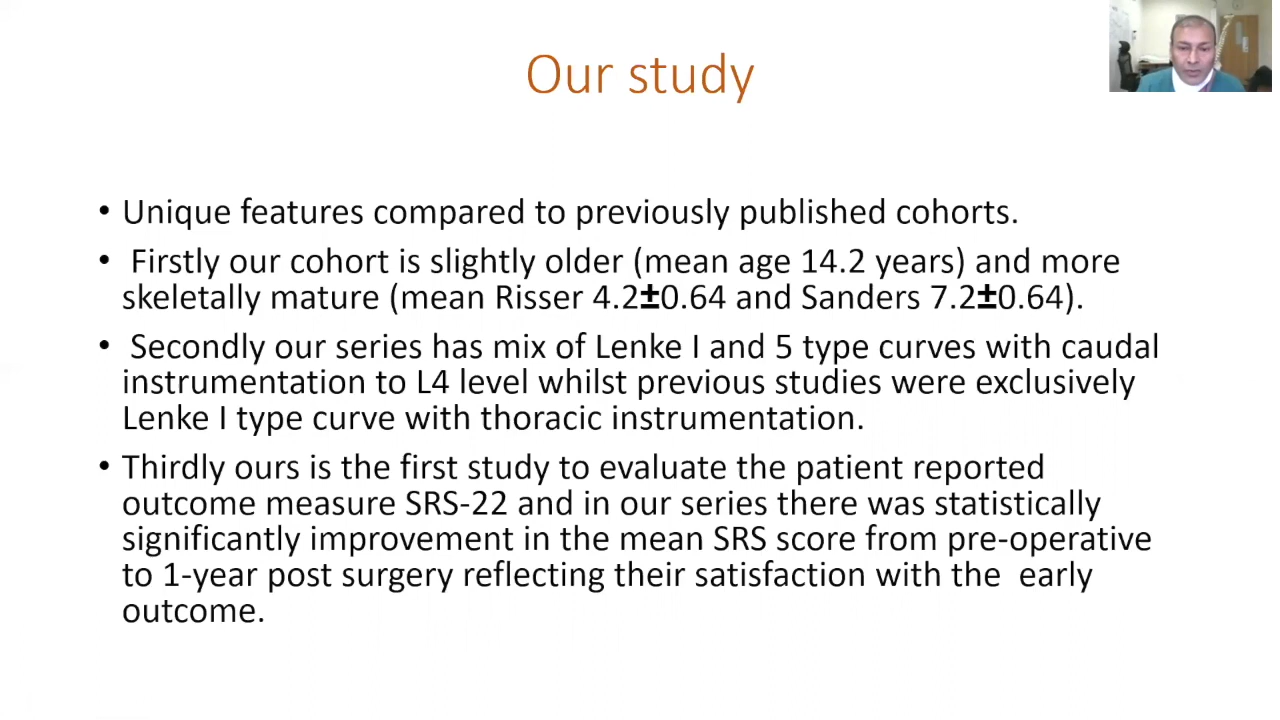 Our study
• Unique features compared to previously published cohorts.
• Firstly our cohort is slightly older (mean age 14.2 years) and more
skeletally mature (mean Risser 4.2±0.64 and Sanders 7.2±0.64).
• Secondly our series has mix of Lenke I and 5 type curves with caudal
instrumentation to L4 level whilst previous studies were exclusively
Lenke I type curve with thoracic instrumentation.
• Thirdly ours is the first study to evaluate the patient reported
outcome measure SRS-22 and in our series there was statistically
significantly improvement in the mean SRS score from pre-operative
to 1-year post surgery reflecting their satisfaction with the  early
outcome.